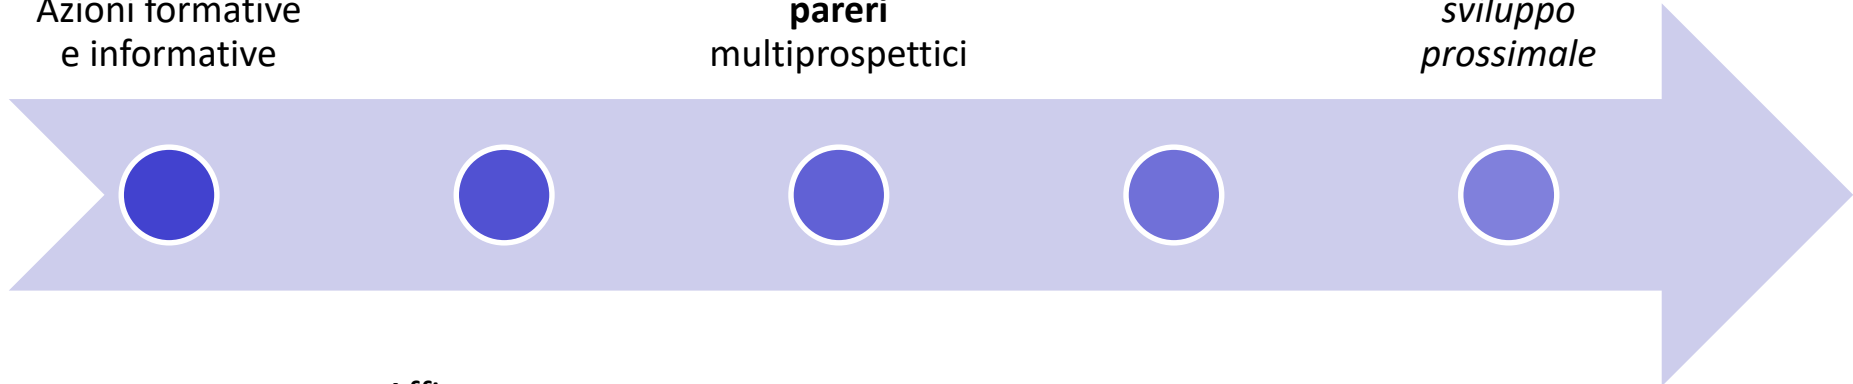 Azioni formative
e informative
pareri
multiprospettici
sviluppo
prossimale